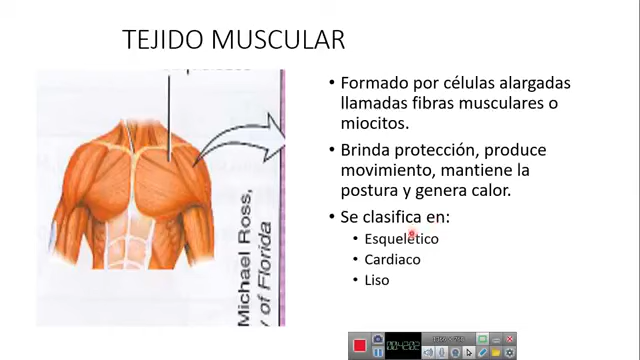 TEJIDO MUSCULAR
• Formado por células alargadas
llamadas fibras musculares o
miocitos.
• Brinda protección, produce
movimiento, mantiene la
postura y genera calor.
• Se clasifica en:
• Esquelético
• Cardiaco
• Liso
Michael Ross,
y of Florida